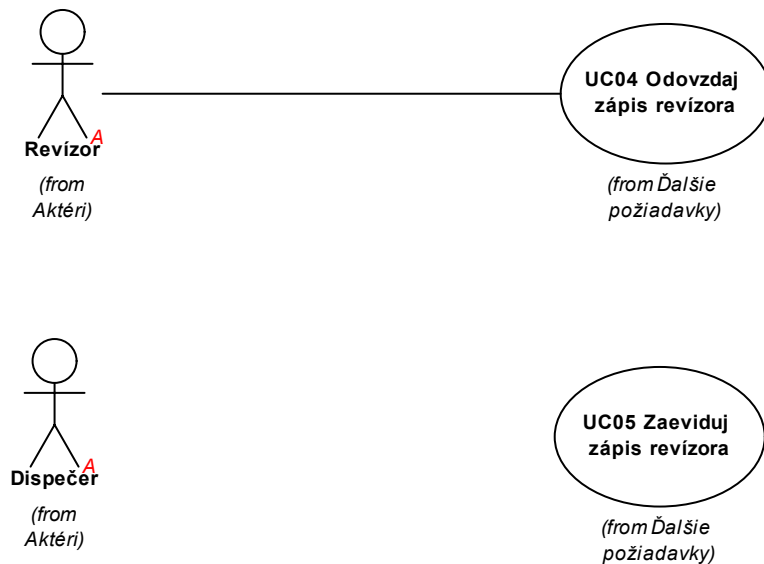 UC04 Odovzdaj
zápis revízora
A
Revízor
(from
Aktéri)
(from Ďalšie
požiadavky)
UC05 Zaeviduj
zápis revízora
A
Dispečer
(from
Aktéri)
(from Ďalšie
požiadavky)